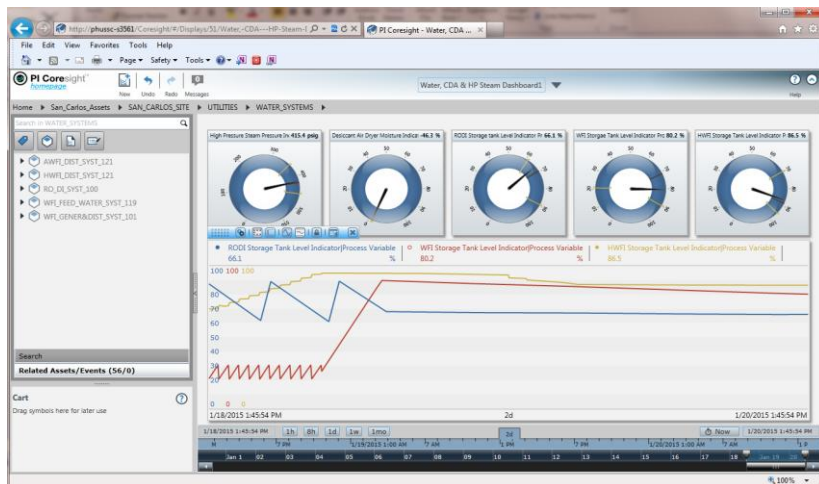 http://phussc-s3561/Coresight/#/Displays/51/Water,-CDA---HP-Steam-I
PI Coresight - Water, CDA ...
File Edit View Favorites Tools Help
Page Safety Tools
PI Coresight
homepage
New Undo Redo Messages
Water, CDA & HP Steam Dashboard1
Help
Home San_Carlos_Assets SAN_CARLOS_SITE UTILITIES WATER_SYSTEMS
Search in WATER_SYSTEMS
AWFI_DIST_SYST_121
HWFI_DIST_SYST_121
RO_DI_SYST_100
WFI_FEED_WATER_SYST_119
WFI_GENER&DIST_SYST_101
High Pressure Steam Pressure In 415.4 psig
Desiccant Air Dryer Moisture Indicat -46.3 %
RODI Storage tank Level Indicator Pr 66.1 %
WFI Storgae Tank Level Indicator Pro 80.2 %
HWFI Storage Tank Level Indicator P 86.5 %
RODI Storage Tank Level Indicator|Process Variable
66.1 %
WFI Storage Tank Level Indicator|Process Variable
80.2 %
HWFI Storage Tank Level Indicator|Process Variable
86.5 %
100 100 100
80
70
60
50
40
30
20
0 0 0
1/18/2015 1:45:54 PM 2d 1/20/2015 1:45:54 PM
Search
Related Assets/Events (56/0)
Cart
Drag symbols here for later use
1/18/2015 1:45:54 PM 1h 8h 1d 1w 1mo 2d Now 1/20/2015 1:45:54 PM
7 PM 1/19/2015 1:00 AM 7 AM 1 PM 7 PM 1/20/2015 1:00 AM 7 AM 1 P
Jan 1 02 03 04 05 06 07 08 09 10 11 12 13 14 15 16 17 18 Jan 19 20
100%